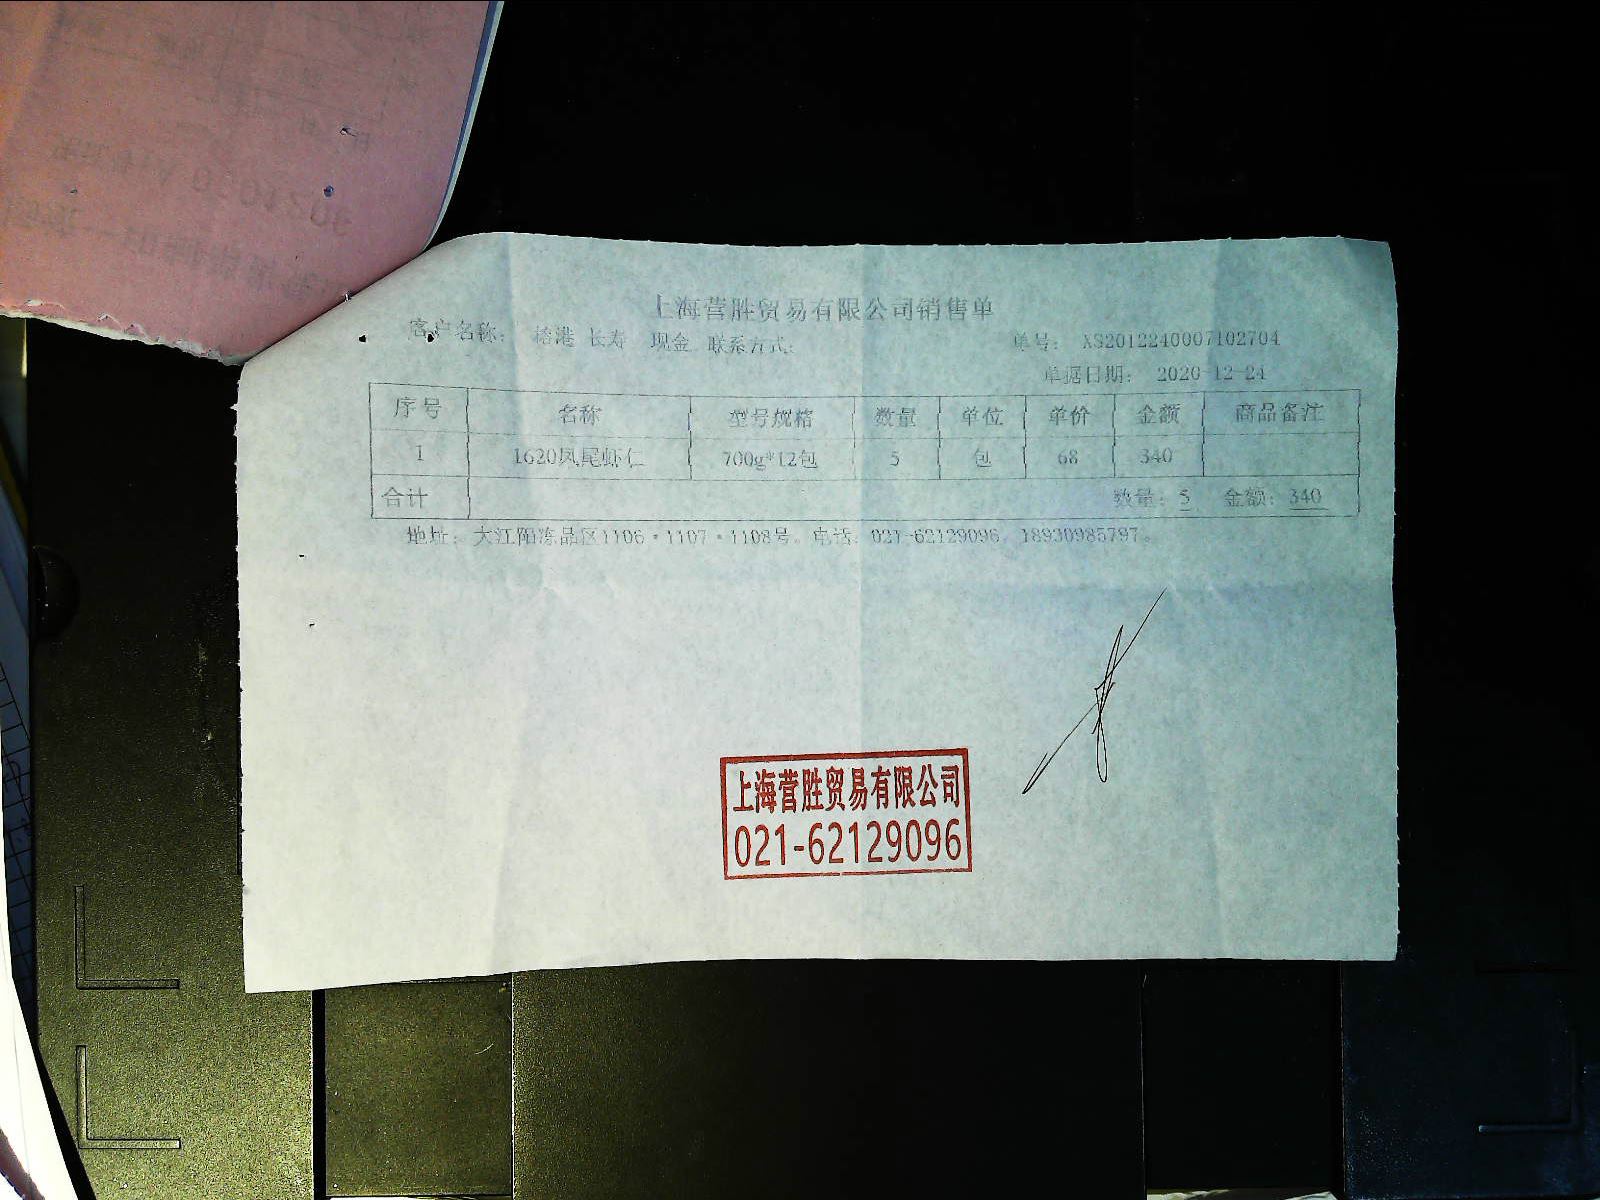 上海营胜贸易有限公司销售单
客户名称： 榕港 长寿 现金 联系方式： 单号： XS2012240007102704
单据日期： 2020-12-24
序号 名称 型号规格 数量 单位 单价 金额 商品备注
1 1620凤尾虾仁 700g*12包 5 包 68 340
合计 数量：5 金额：340
地址：大江阳冻品区1106·1107·1108号。电话：021-62129096、18930985797。
上海营胜贸易有限公司
021-62129096